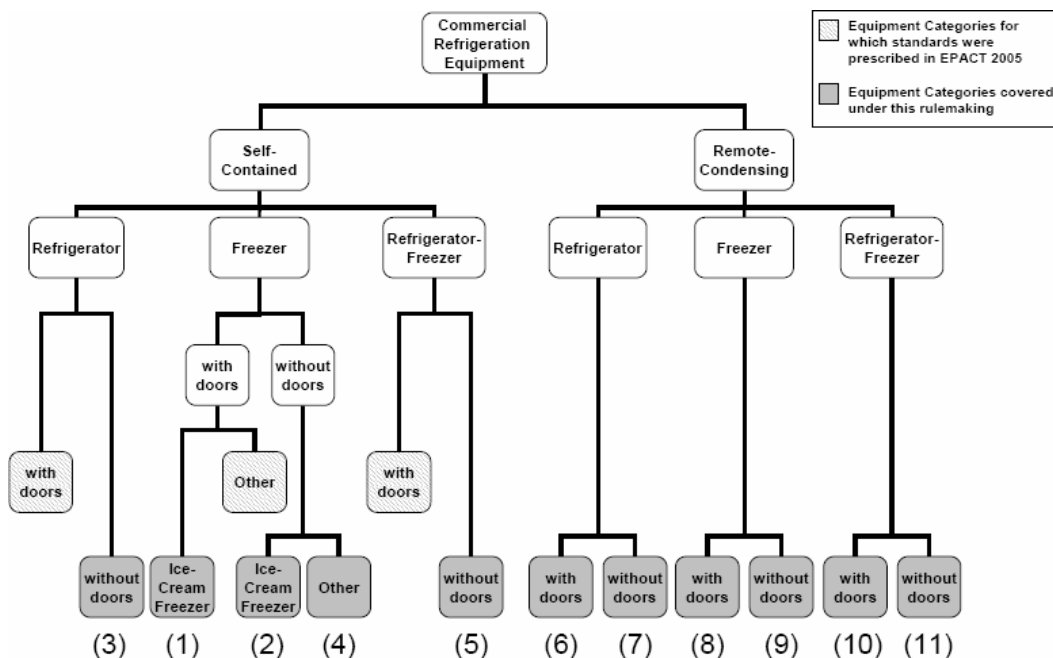 Commercial
Refrigeration
Equipment
Equipment Categories for
which standards were
prescribed in EPACT 2005
Equipment Categories covered
under this rulemaking
Self-
Contained
Remote-
Condensing
Refrigerator
Freezer
Refrigerator-
Freezer
Refrigerator
Freezer
Refrigerator-
Freezer
with
doors
without
doors
with
doors
Other
with
doors
without
doors
Ice-
Cream
Freezer
Ice-
Cream
Freezer
Other
without
doors
with
doors
without
doors
with
doors
without
doors
with
doors
without
doors
(3) (1) (2) (4) (5) (6) (7) (8) (9) (10) (11)